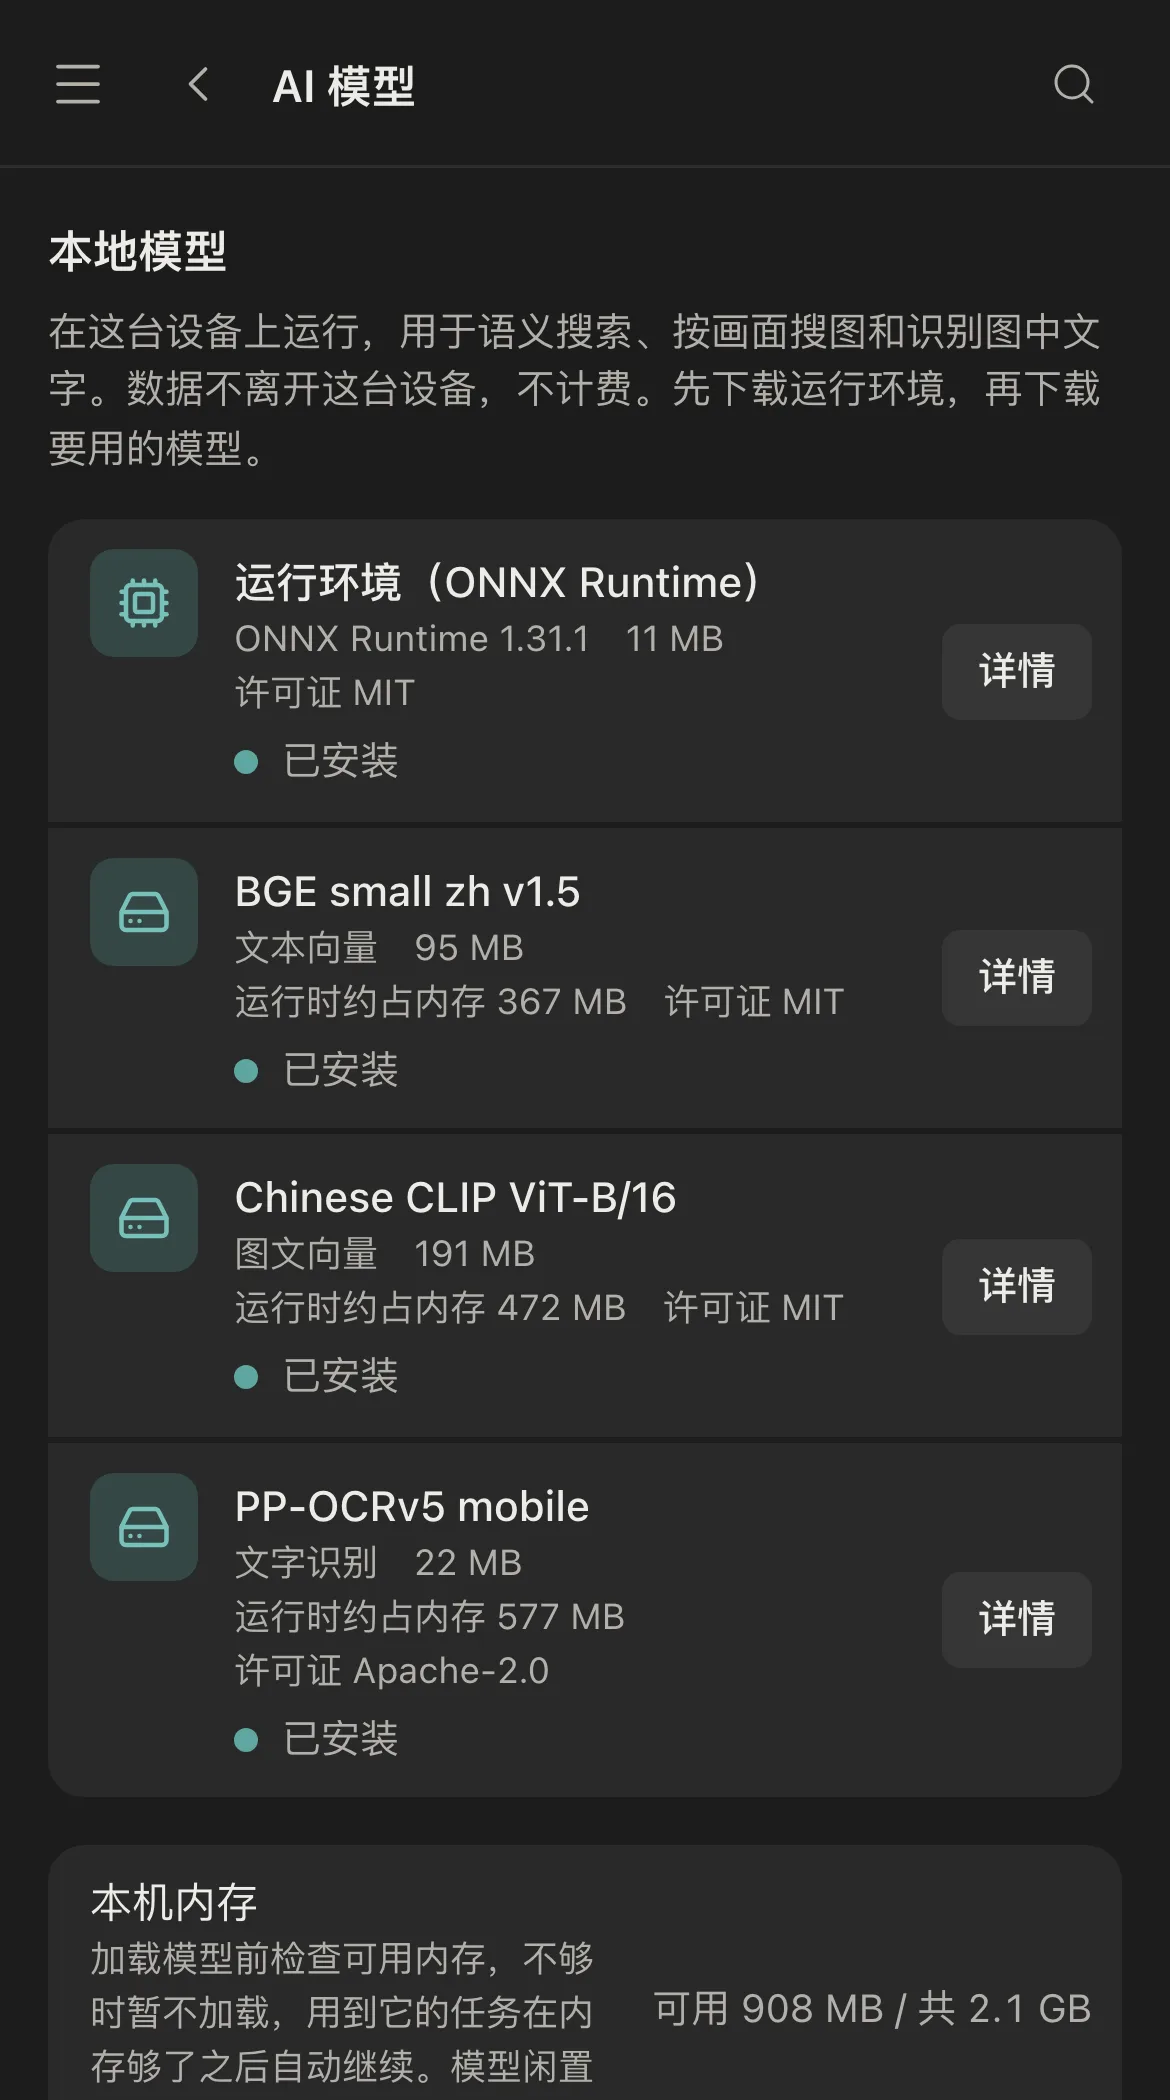 AI 模型
本地模型
在这台设备上运行，用于语义搜索、按画面搜图和识别图中文
字。数据不离开这台设备，不计费。先下载运行环境，再下载
要用的模型。
运行环境（ONNX Runtime）
ONNX Runtime 1.31.1 11 MB
许可证 MIT
详情
已安装
BGE small zh v1.5
文本向量 95 MB
运行时约占内存 367 MB 许可证 MIT
详情
已安装
Chinese CLIP ViT-B/16
图文向量 191 MB
运行时约占内存 472 MB 许可证 MIT
详情
已安装
PP-OCRv5 mobile
文字识别 22 MB
运行时约占内存 577 MB
许可证 Apache-2.0
详情
已安装
本机内存
加载模型前检查可用内存，不够
时暂不加载，用到它的任务在内
存够了之后自动继续。模型闲置
可用 908 MB / 共 2.1 GB